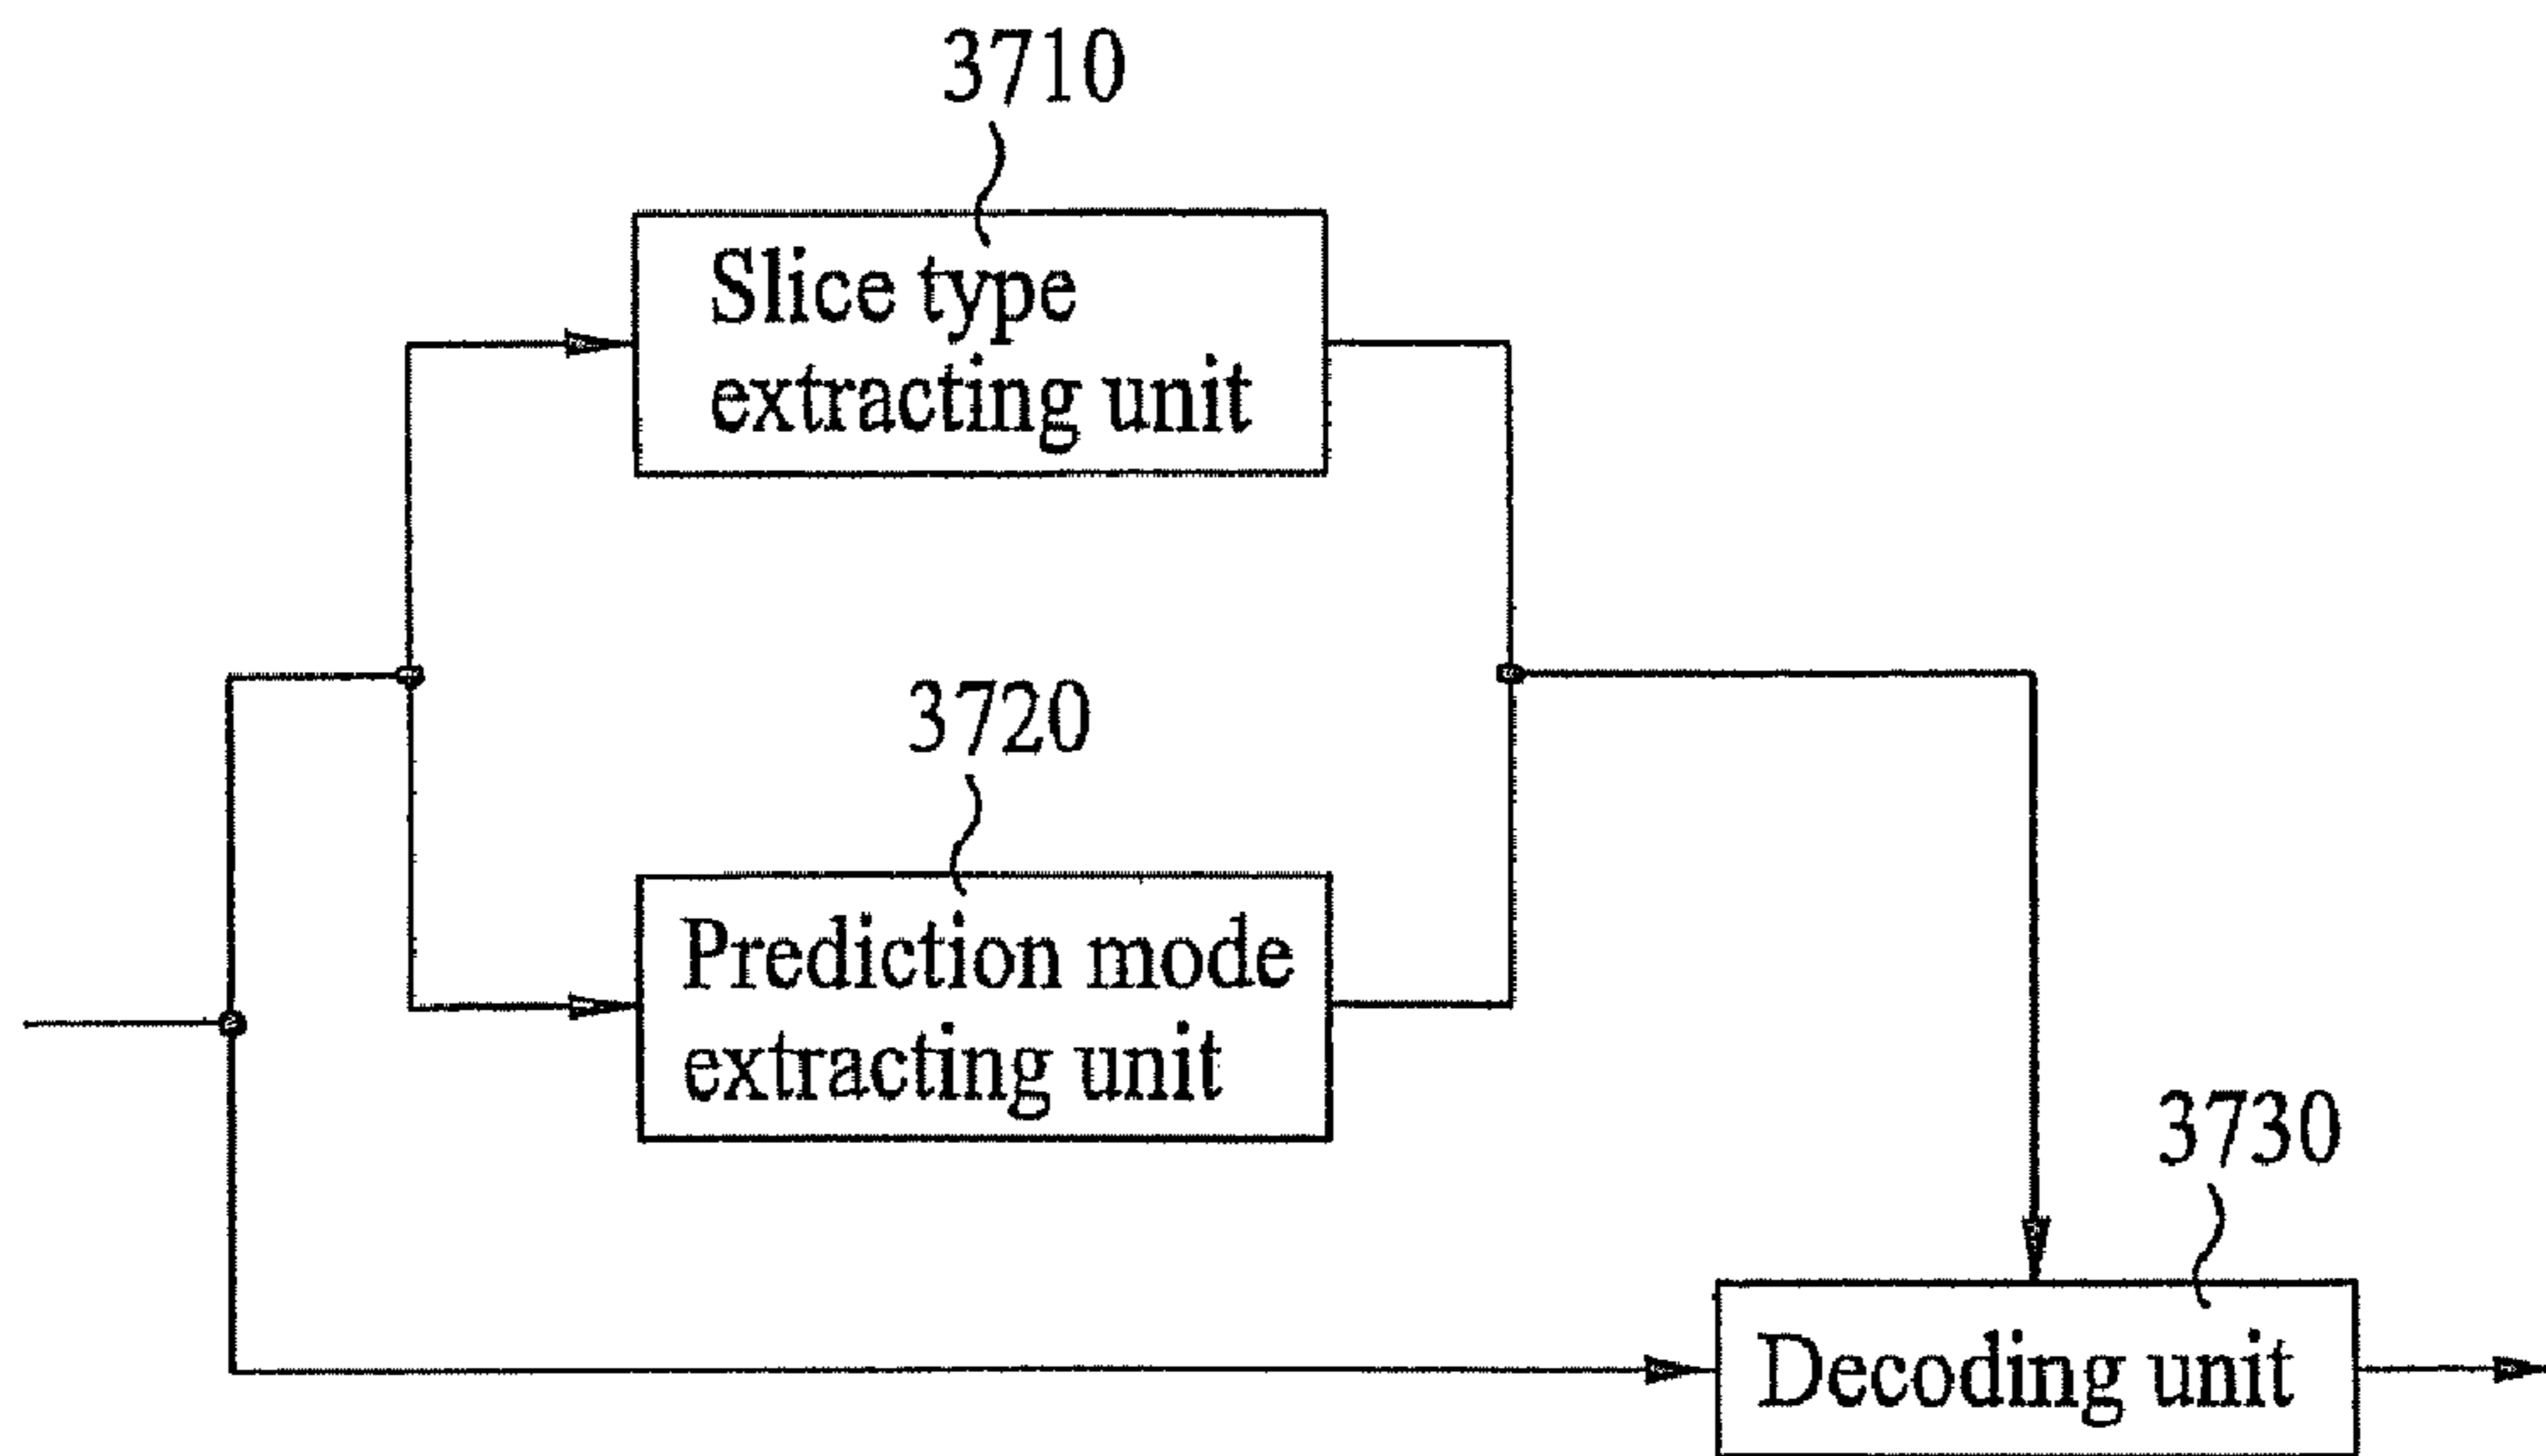 3710
Slice type
extracting unit
3720
Prediction mode
extracting unit
3730
Decoding unit